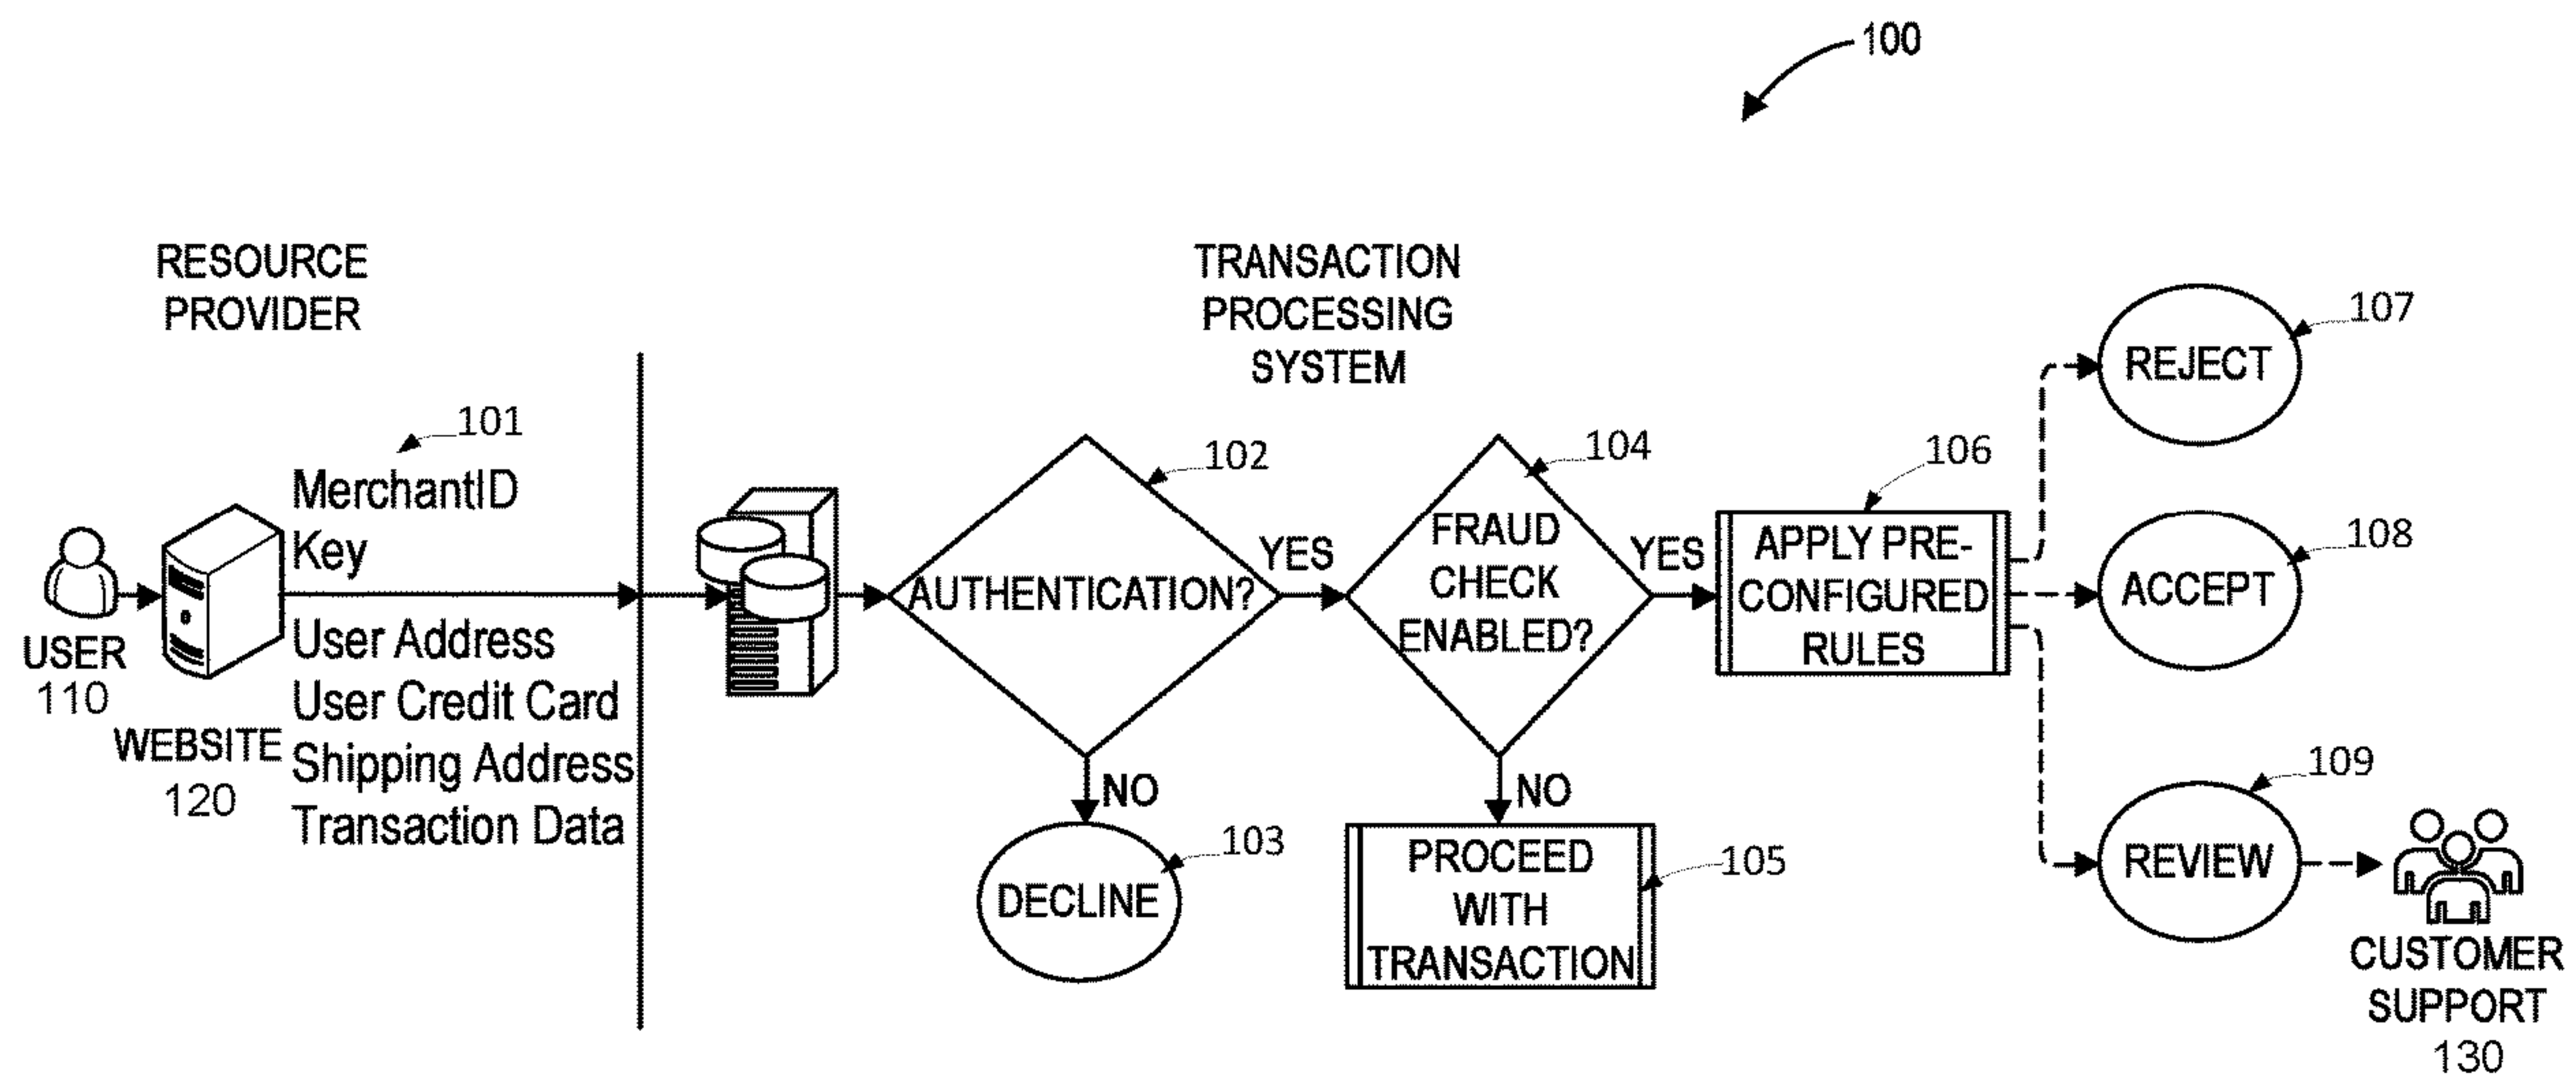 100
RESOURCE
PROVIDER
TRANSACTION
PROCESSING
SYSTEM
101
MerchantID
Key
User Address
User Credit Card
Shipping Address
Transaction Data
USER
110
WEBSITE
120
102
AUTHENTICATION?
YES
NO
103
DECLINE
104
FRAUD
CHECK
ENABLED?
YES
NO
105
PROCEED
WITH
TRANSACTION
106
APPLY PRE-
CONFIGURED
RULES
107
REJECT
108
ACCEPT
109
REVIEW
CUSTOMER
SUPPORT
130